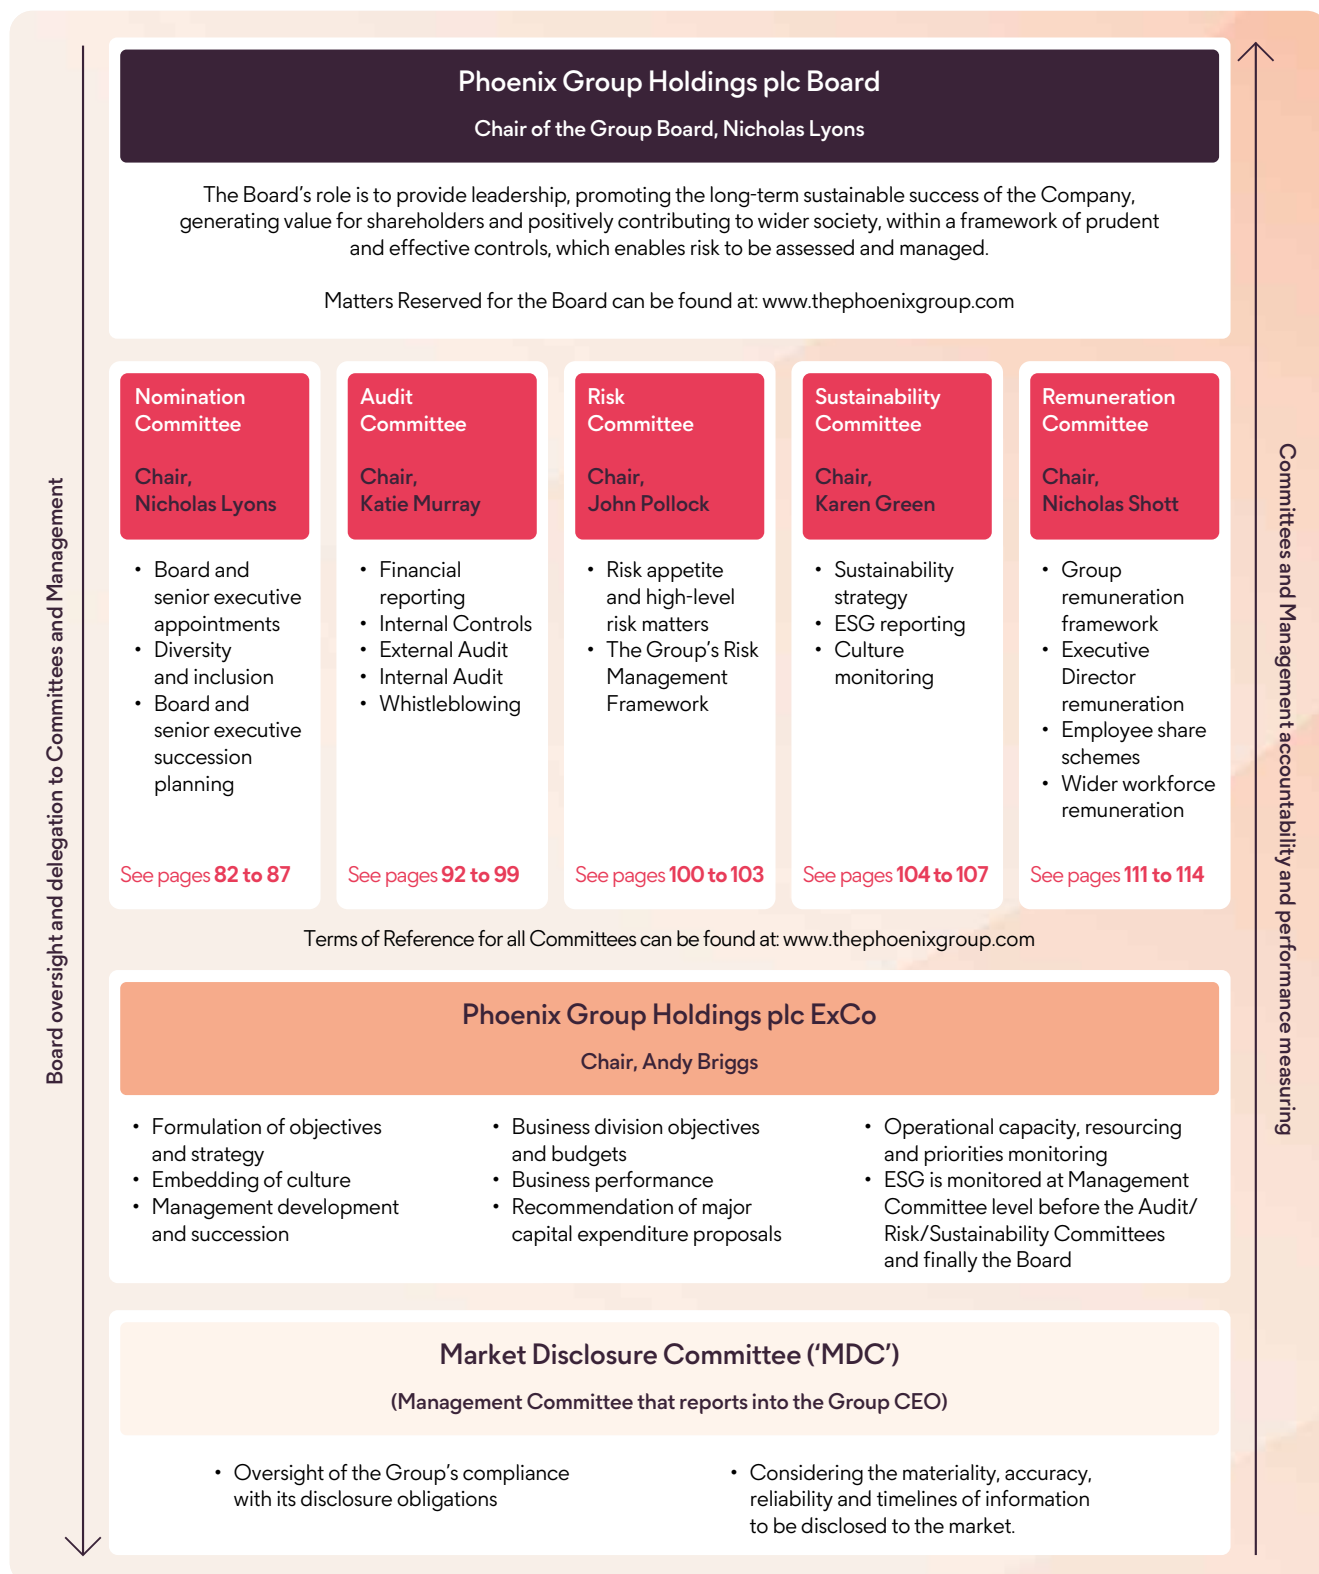 Phoenix Group Holdings plc Board
Chair of the Group Board, Nicholas Lyons
The Board's role is to provide leadership, promoting the long-term sustainable success of the Company,
generating value for shareholders and positively contributing to wider society, within a framework of prudent
and effective controls, which enables risk to be assessed and managed.
Matters Reserved for the Board can be found at: www.thephoenixgroup.com
Board oversight and delegation to Committees and Management
Nomination
Committee
Chair,
Nicholas Lyons
• Board and
senior executive
appointments
• Diversity
and inclusion
• Board and
senior executive
succession
planning
See pages 82 to 87
Audit
Committee
Chair,
Katie Murray
• Financial
reporting
• Internal Controls
• External Audit
• Internal Audit
• Whistleblowing
See pages 92 to 99
Risk
Committee
Chair,
John Pollock
• Risk appetite
and high-level
risk matters
• The Group's Risk
Management
Framework
See pages 100 to 103
Sustainability
Committee
Chair,
Karen Green
• Sustainability
strategy
• ESG reporting
• Culture
monitoring
See pages 104 to 107
Remuneration
Committee
Chair,
Nicholas Shott
• Group
remuneration
framework
• Executive
Director
remuneration
• Employee share
schemes
• Wider workforce
remuneration
See pages 111 to 114
Committees and Management accountability and performance measuring
Terms of Reference for all Committees can be found at: www.thephoenixgroup.com
Phoenix Group Holdings plc ExCo
Chair, Andy Briggs
• Formulation of objectives
and strategy
• Embedding of culture
• Management development
and succession
• Business division objectives
and budgets
• Business performance
• Recommendation of major
capital expenditure proposals
• Operational capacity, resourcing
and priorities monitoring
• ESG is monitored at Management
Committee level before the Audit/
Risk/Sustainability Committees
and finally the Board
Market Disclosure Committee ('MDC')
(Management Committee that reports into the Group CEO)
• Oversight of the Group's compliance
with its disclosure obligations
• Considering the materiality, accuracy,
reliability and timelines of information
to be disclosed to the market.